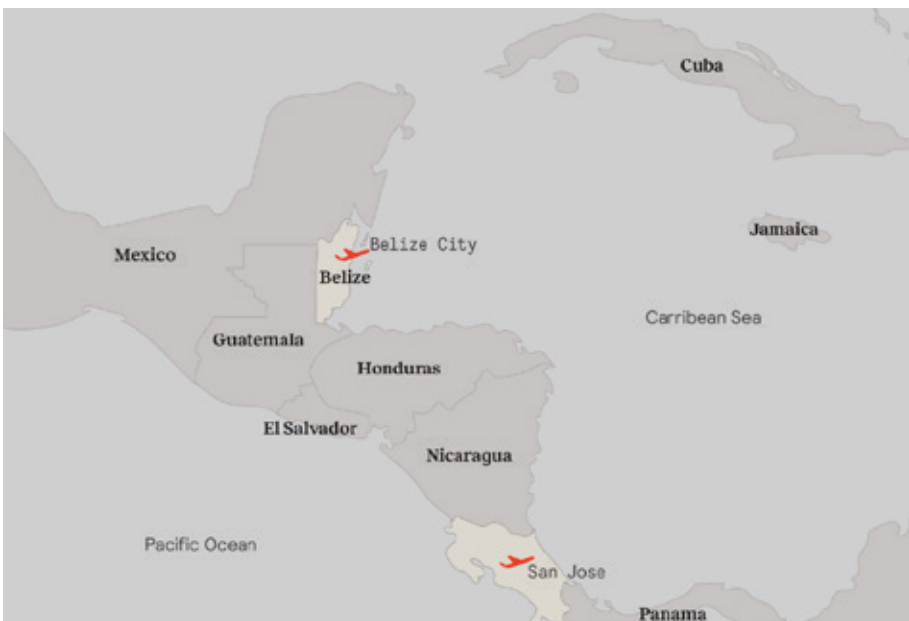 Cuba
Jamaica
Belize City
Mexico
Belize
Carribean Sea
Guatemala
Honduras
El Salvador
Nicaragua
Pacific Ocean
San Jose
Panama